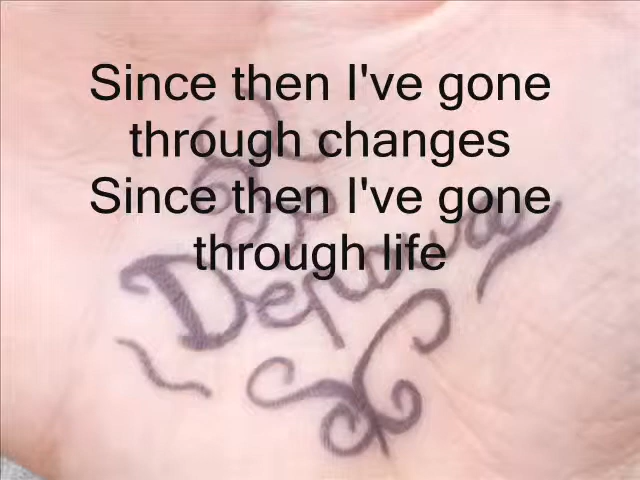 Since then I've gone
through changes
Since then I've gone
through life